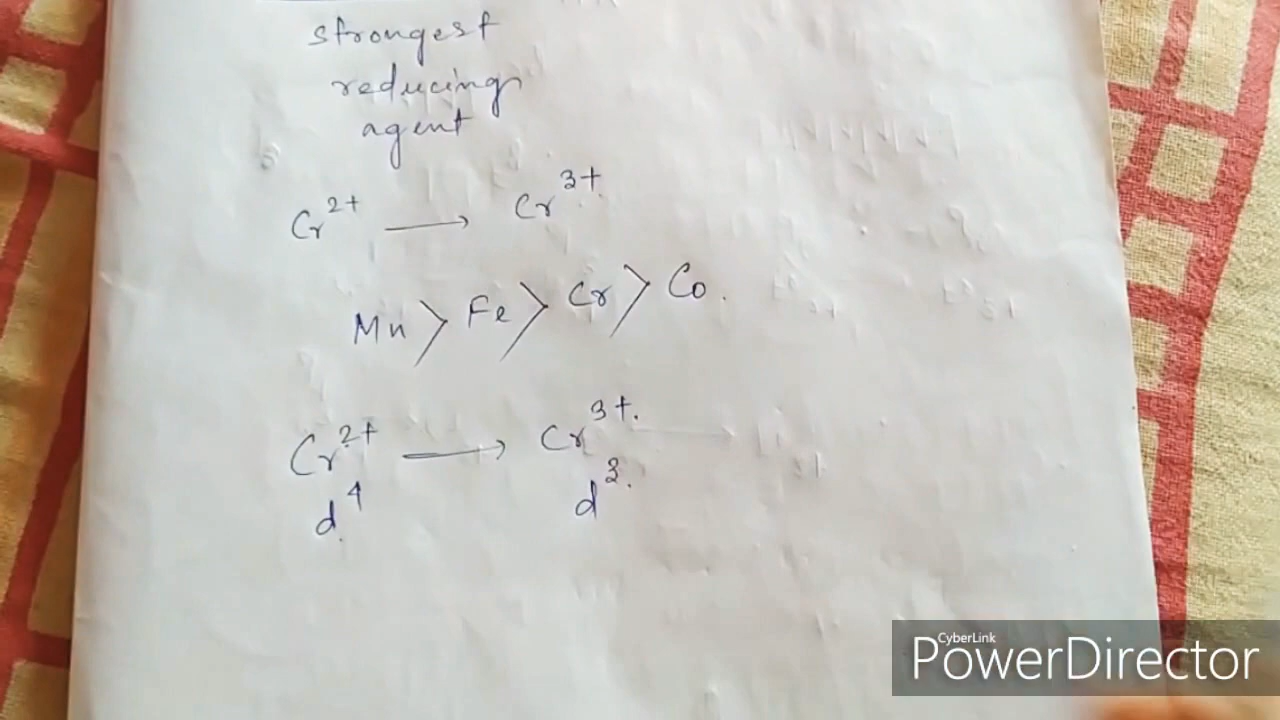 strongest
reducing
agent
Cr²⁺ → Cr³⁺.
Mn > Fe > Cr > Co.
Cr²⁺ → Cr³⁺.
d⁴ d³.
CyberLink
PowerDirector